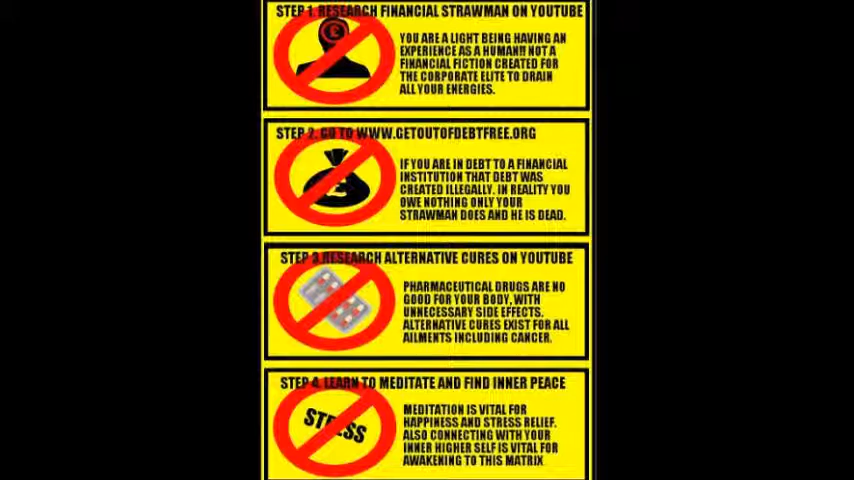 STEP 1. RESEARCH FINANCIAL STRAWMAN ON YOUTUBE
£
YOU ARE A LIGHT BEING HAVING AN
EXPERIENCE AS A HUMAN!! NOT A
FINANCIAL FICTION CREATED FOR
THE CORPORATE ELITE TO DRAIN
ALL YOUR ENERGIES.
STEP 2. GO TO WWW.GETOUTOFDEBTFREE.ORG
IF YOU ARE IN DEBT TO A FINANCIAL
INSTITUTION THAT DEBT WAS
CREATED ILLEGALLY. IN REALITY YOU
OWE NOTHING ONLY YOUR
STRAWMAN DOES AND HE IS DEAD.
STEP 3.RESEARCH ALTERNATIVE CURES ON YOUTUBE
PHARMACEUTICAL DRUGS ARE NO
GOOD FOR YOUR BODY, WITH
UNNECESSARY SIDE EFFECTS.
ALTERNATIVE CURES EXIST FOR ALL
AILMENTS INCLUDING CANCER.
STEP 4. LEARN TO MEDITATE AND FIND INNER PEACE
STRESS
MEDITATION IS VITAL FOR
HAPPINESS AND STRESS RELIEF.
ALSO CONNECTING WITH YOUR
INNER HIGHER SELF IS VITAL FOR
AWAKENING TO THIS MATRIX